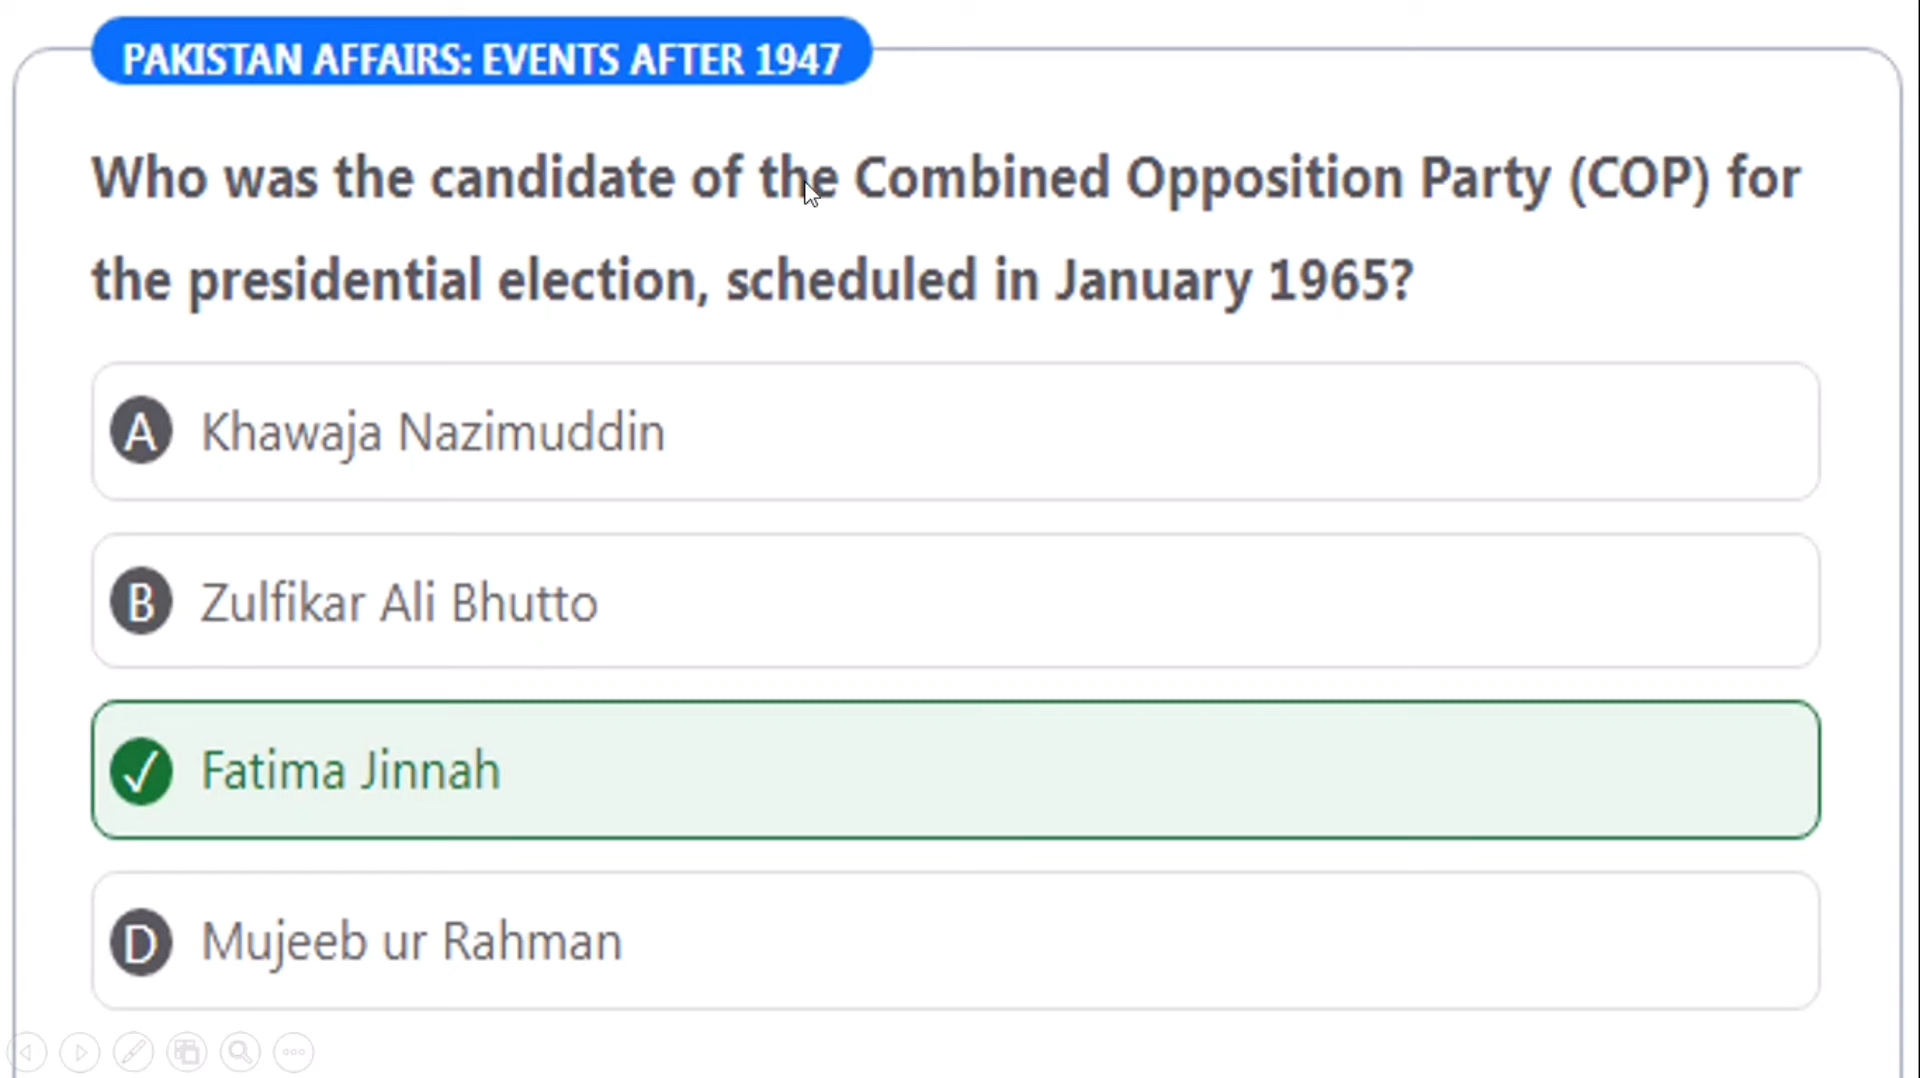 PAKISTAN AFFAIRS: EVENTS AFTER 1947
Who was the candidate of the Combined Opposition Party (COP) for
the presidential election, scheduled in January 1965?
A Khawaja Nazimuddin
B Zulfikar Ali Bhutto
Fatima Jinnah
D Mujeeb ur Rahman